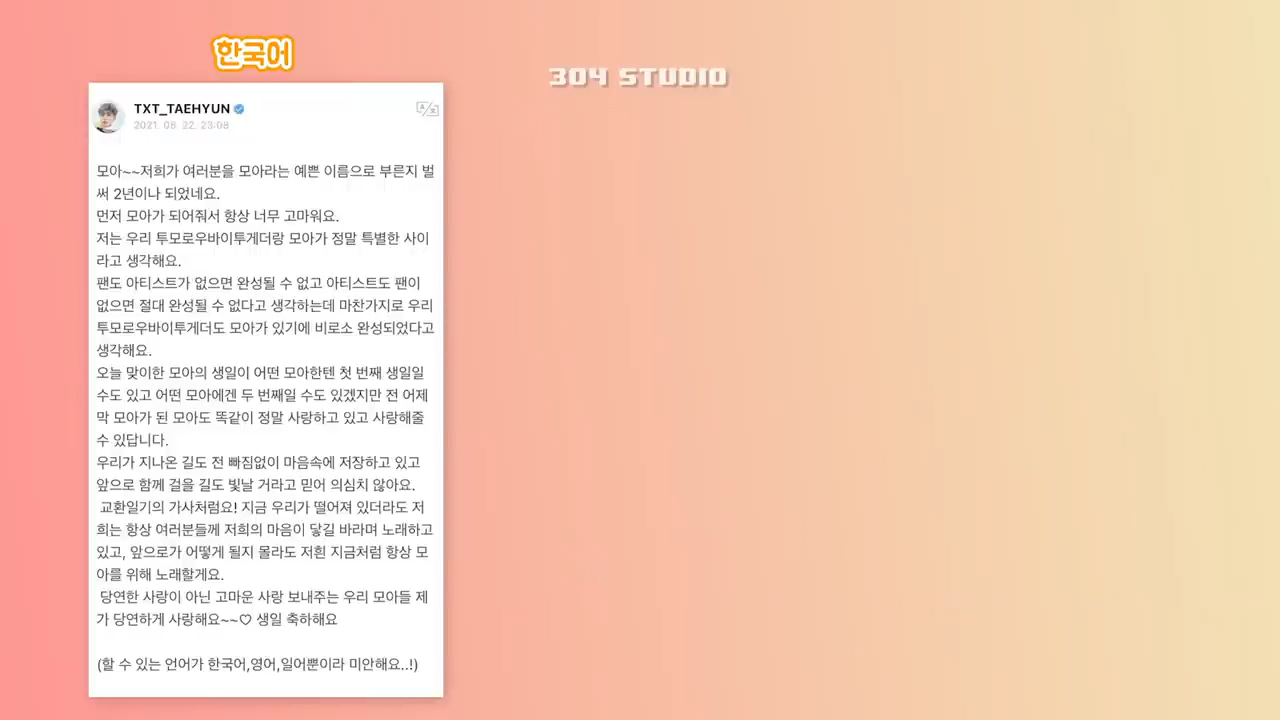 한국어
304 STUDIO
TXT_TAEHYUN
2021. 08. 22. 23:08
모아~~저희가 여러분을 모아라는 예쁜 이름으로 부른지 벌
써 2년이나 되었네요.
먼저 모아가 되어줘서 항상 너무 고마워요.
저는 우리 투모로우바이투게더랑 모아가 정말 특별한 사이
라고 생각해요.
팬도 아티스트가 없으면 완성될 수 없고 아티스트도 팬이
없으면 절대 완성될 수 없다고 생각하는데 마찬가지로 우리
투모로우바이투게더도 모아가 있기에 비로소 완성되었다고
생각해요.
오늘 맞이한 모아의 생일이 어떤 모아한텐 첫 번째 생일일
수도 있고 어떤 모아에겐 두 번째일 수도 있겠지만 전 어제
막 모아가 된 모아도 똑같이 정말 사랑하고 있고 사랑해줄
수 있답니다.
우리가 지나온 길도 전 빠짐없이 마음속에 저장하고 있고
앞으로 함께 걸을 길도 빛날 거라고 믿어 의심치 않아요.
교환일기의 가사처럼요! 지금 우리가 떨어져 있더라도 저
희는 항상 여러분들께 저희의 마음이 닿길 바라며 노래하고
있고, 앞으로가 어떻게 될지 몰라도 저흰 지금처럼 항상 모
아를 위해 노래할게요.
당연한 사랑이 아닌 고마운 사랑 보내주는 우리 모아들 제
가 당연하게 사랑해요~~♡ 생일 축하해요
(할 수 있는 언어가 한국어,영어,일어뿐이라 미안해요..!)